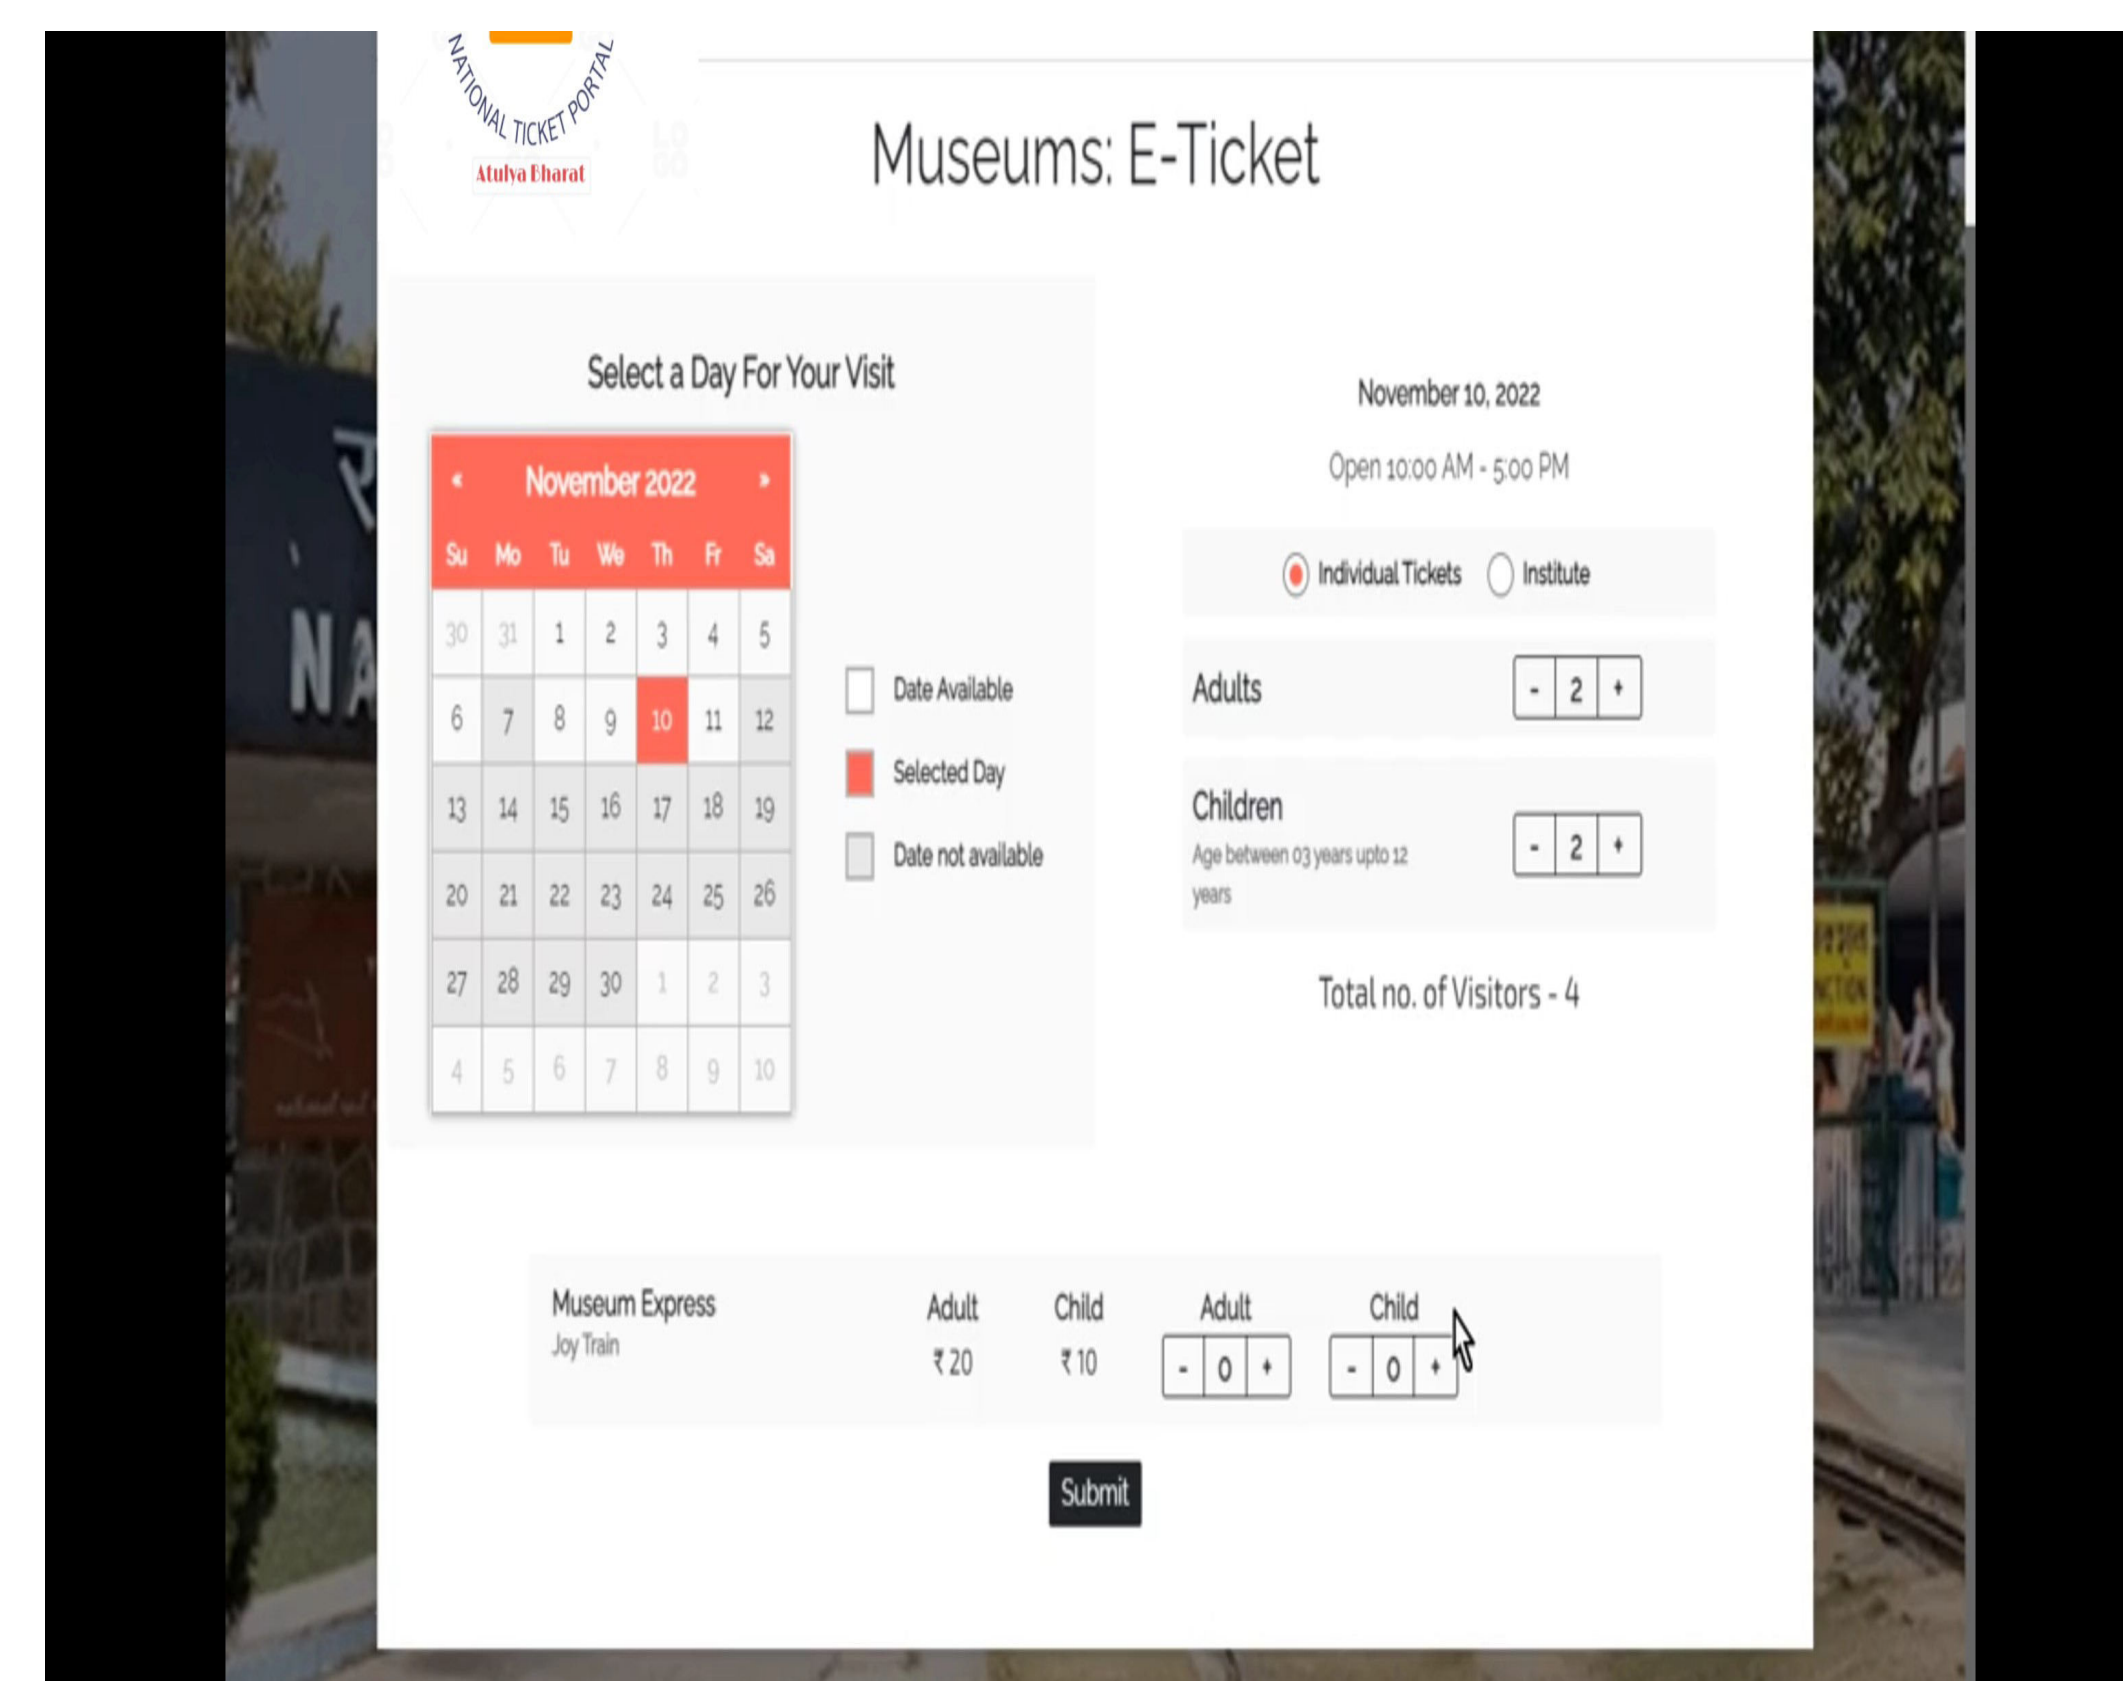 NATIONAL TICKET PORTAL
Atulya Bharat
Museums: E-Ticket
Select a Day For Your Visit
« November 2022 »
Su Mo Tu We Th Fr Sa
30 31 1 2 3 4 5
6 7 8 9 10 11 12
13 14 15 16 17 18 19
20 21 22 23 24 25 26
27 28 29 30 1 2 3
4 5 6 7 8 9 10
Date Available
Selected Day
Date not available
November 10, 2022
Open 10:00 AM - 5:00 PM
Individual Tickets Institute
Adults - 2 +
Children - 2 +
Age between 03 years upto 12
years
Total no. of Visitors - 4
Museum Express Adult Child Adult Child
Joy Train ₹ 20 ₹ 10 - 0 + - 0 +
Submit
NA